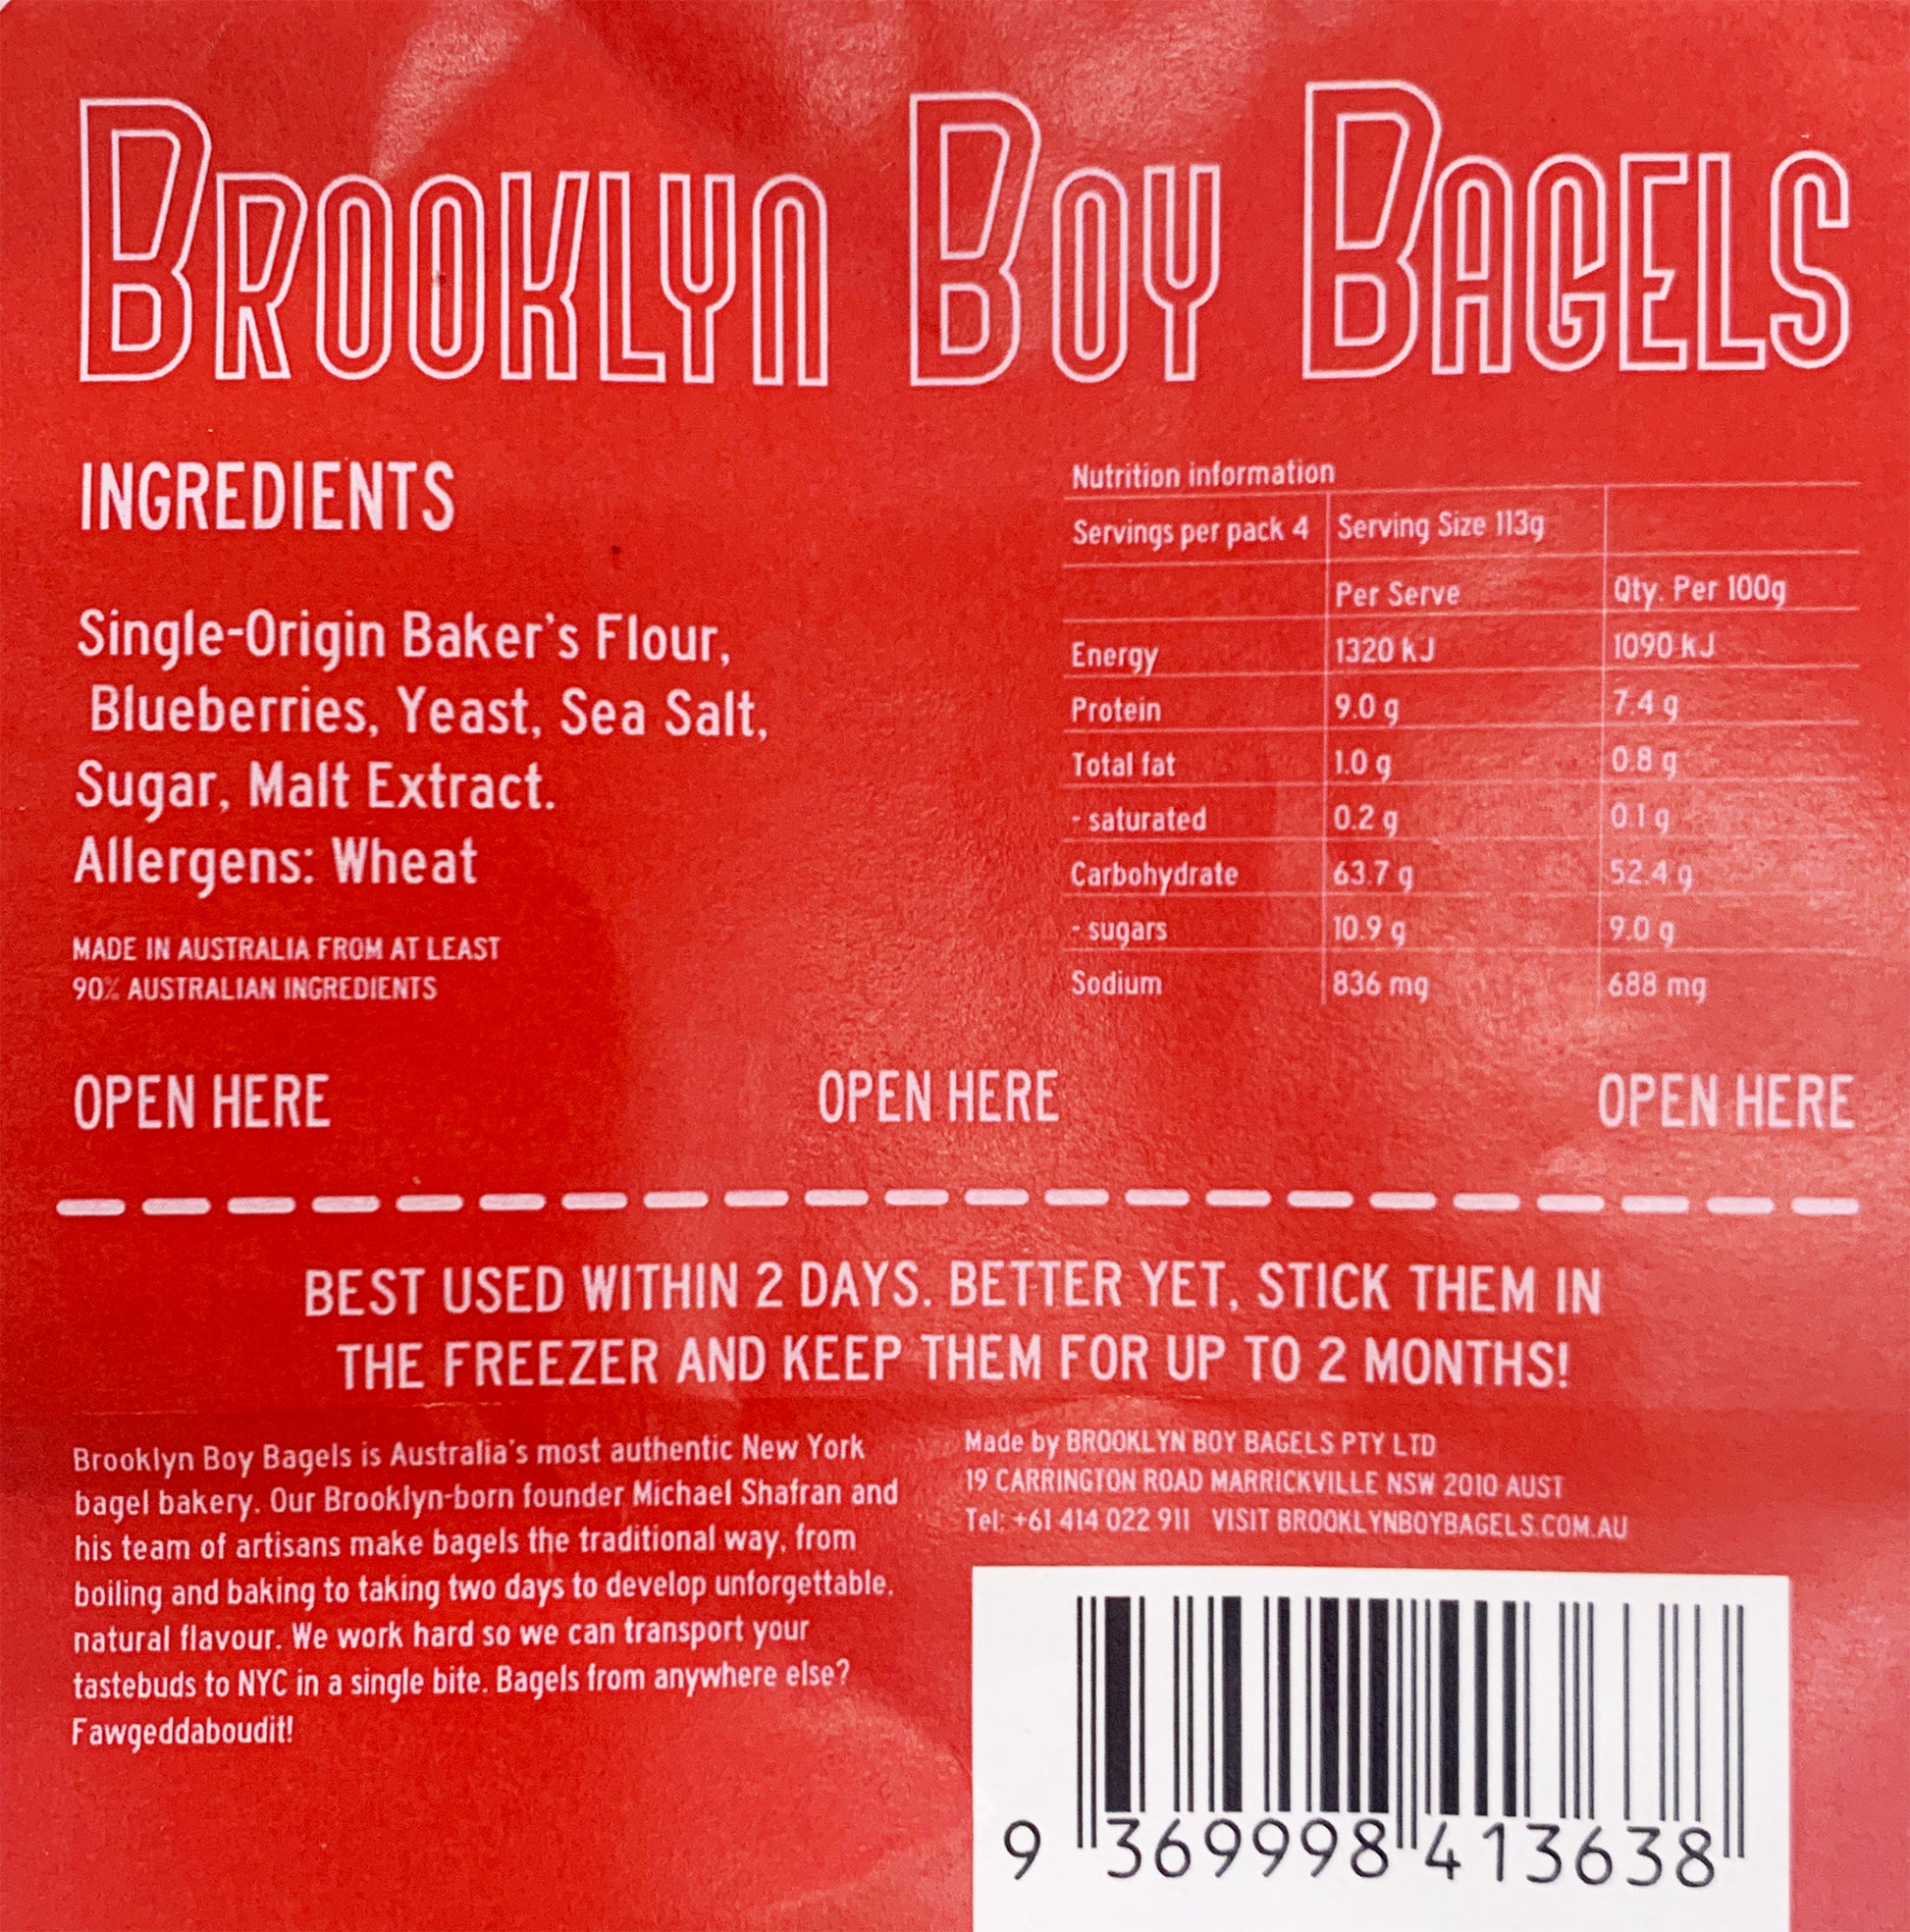 BROOKLYN BOY BAGELS
INGREDIENTS
Single-Origin Baker's Flour,
Blueberries, Yeast, Sea Salt,
Sugar, Malt Extract.
Allergens: Wheat
MADE IN AUSTRALIA FROM AT LEAST
90% AUSTRALIAN INGREDIENTS
Nutrition information
Servings per pack 4 Serving Size 113g
Per Serve Qty. Per 100g
Energy 1320 kJ 1090 kJ
Protein 9.0 g 7.4 g
Total fat 1.0 g 0.8 g
- saturated 0.2 g 0.1 g
Carbohydrate 63.7 g 52.4 g
- sugars 10.9 g 9.0 g
Sodium 836 mg 688 mg
OPEN HERE OPEN HERE OPEN HERE
BEST USED WITHIN 2 DAYS. BETTER YET, STICK THEM IN
THE FREEZER AND KEEP THEM FOR UP TO 2 MONTHS!
Brooklyn Boy Bagels is Australia's most authentic New York
bagel bakery. Our Brooklyn-born founder Michael Shafran and
his team of artisans make bagels the traditional way, from
boiling and baking to taking two days to develop unforgettable,
natural flavour. We work hard so we can transport your
tastebuds to NYC in a single bite. Bagels from anywhere else?
Fawgeddaboudit!
Made by BROOKLYN BOY BAGELS PTY LTD
19 CARRINGTON ROAD MARRICKVILLE NSW 2010 AUST
Tel: +61 414 022 911 VISIT BROOKLYNBOYBAGELS.COM.AU
9 369998 413638